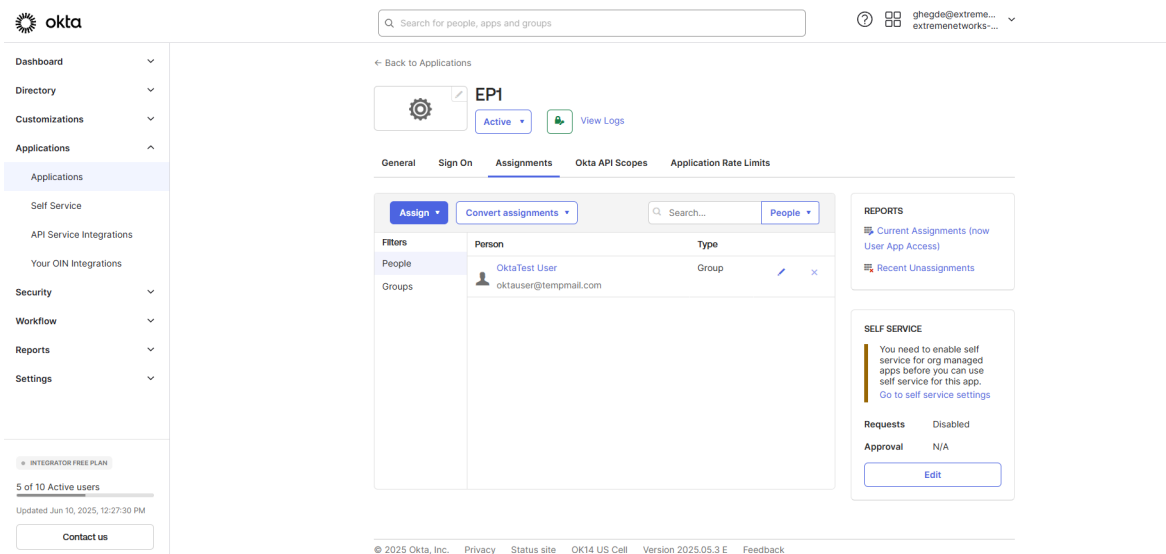 okta
Search for people, apps and groups
ghegde@extreme...
extremenetworks-...
Dashboard
Directory
Customizations
Applications
Applications
Self Service
API Service Integrations
Your OIN Integrations
Security
Workflow
Reports
Settings
INTEGRATOR FREE PLAN
5 of 10 Active users
Updated Jun 10, 2025, 12:27:30 PM
Contact us
← Back to Applications
EP1
Active
View Logs
General Sign On Assignments Okta API Scopes Application Rate Limits
Assign Convert assignments Search... People
Filters
People
Groups
Person Type
OktaTest User Group
oktauser@tempmail.com
REPORTS
Current Assignments (now
User App Access)
Recent Unassignments
SELF SERVICE
You need to enable self
service for org managed
apps before you can use
self service for this app.
Go to self service settings
Requests Disabled
Approval N/A
Edit
© 2025 Okta, Inc. Privacy Status site OK14 US Cell Version 2025.05.3 E Feedback